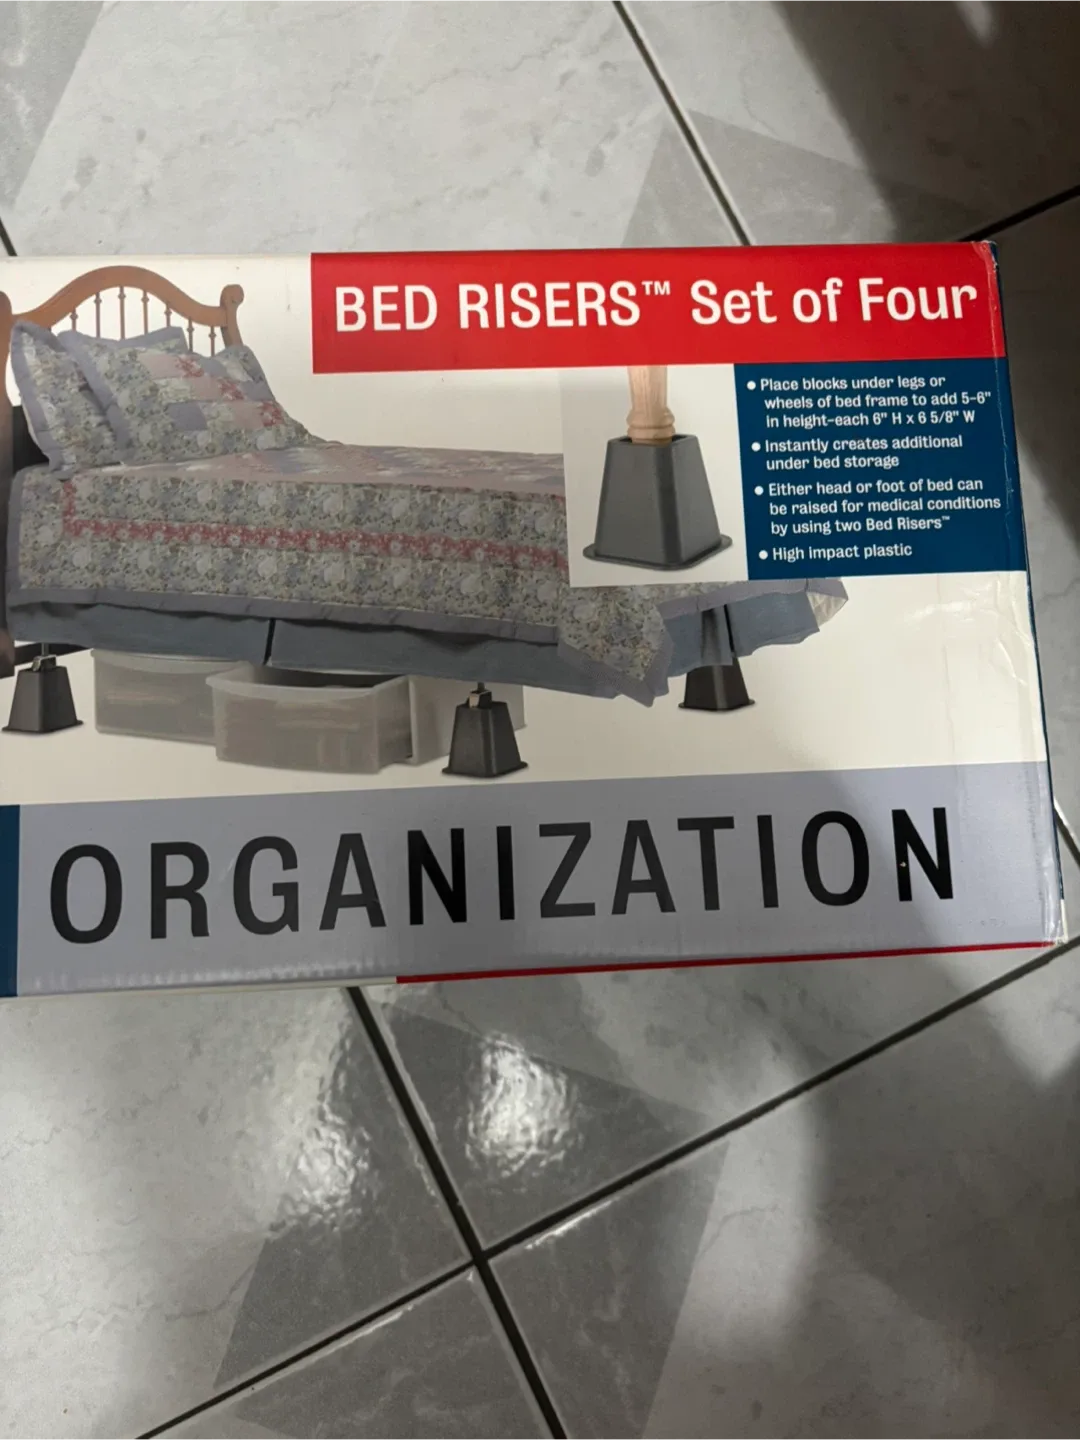 BED RISERS™ Set of Four
● Place blocks under legs or
wheels of bed frame to add 5-6"
in height–each 6" H x 6 5/8" W
● Instantly creates additional
under bed storage
● Either head or foot of bed can
be raised for medical conditions
by using two Bed Risers™
● High impact plastic
ORGANIZATION